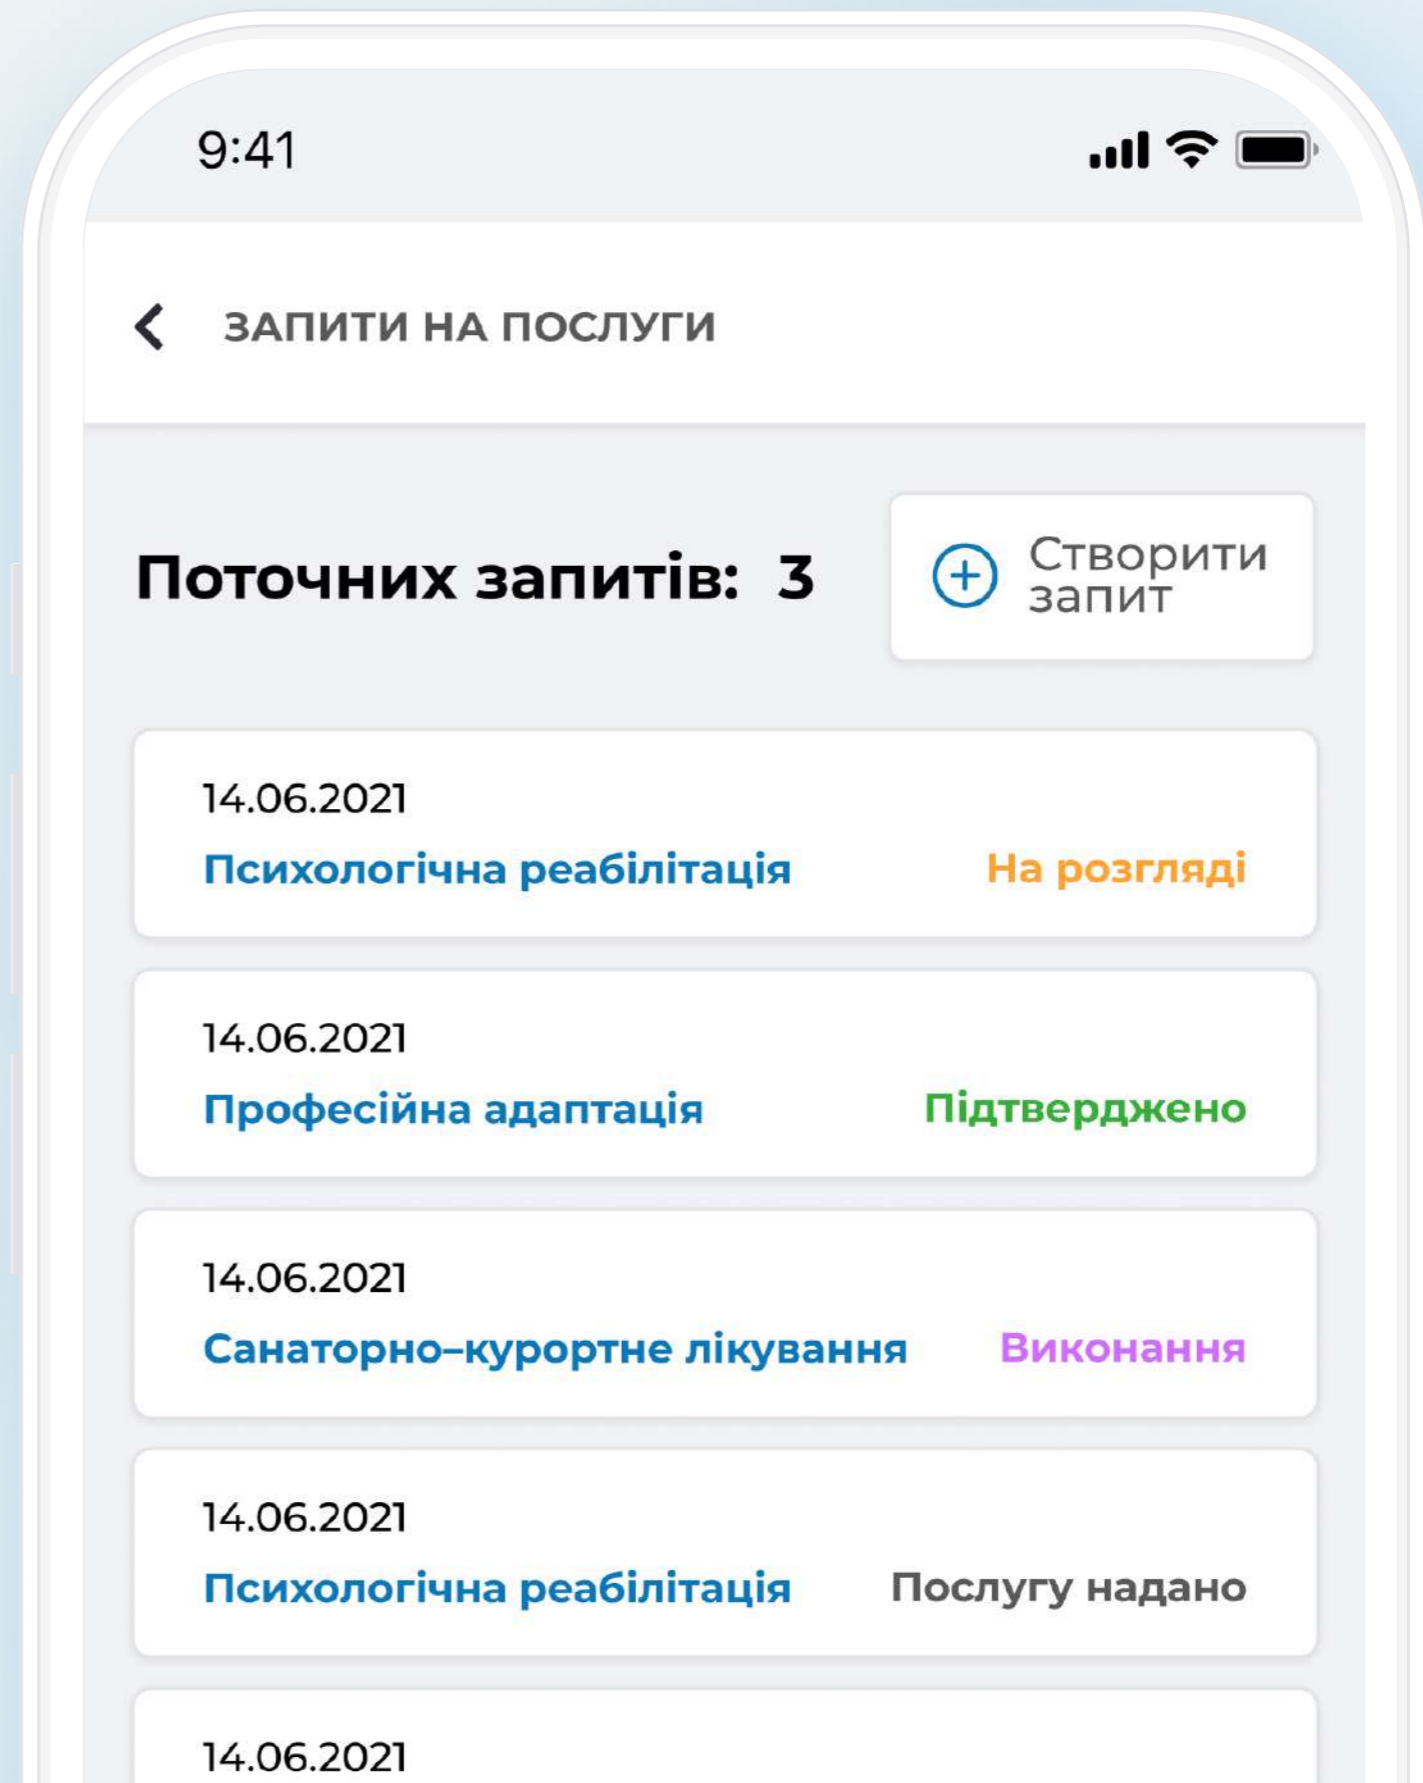 9:41
ЗАПИТИ НА ПОСЛУГИ
Поточних запитів: 3
Створити
запит
14.06.2021
Психологічна реабілітація На розгляді
14.06.2021
Професійна адаптація Підтверджено
14.06.2021
Санаторно–курортне лікування Виконання
14.06.2021
Психологічна реабілітація Послугу надано
14.06.2021